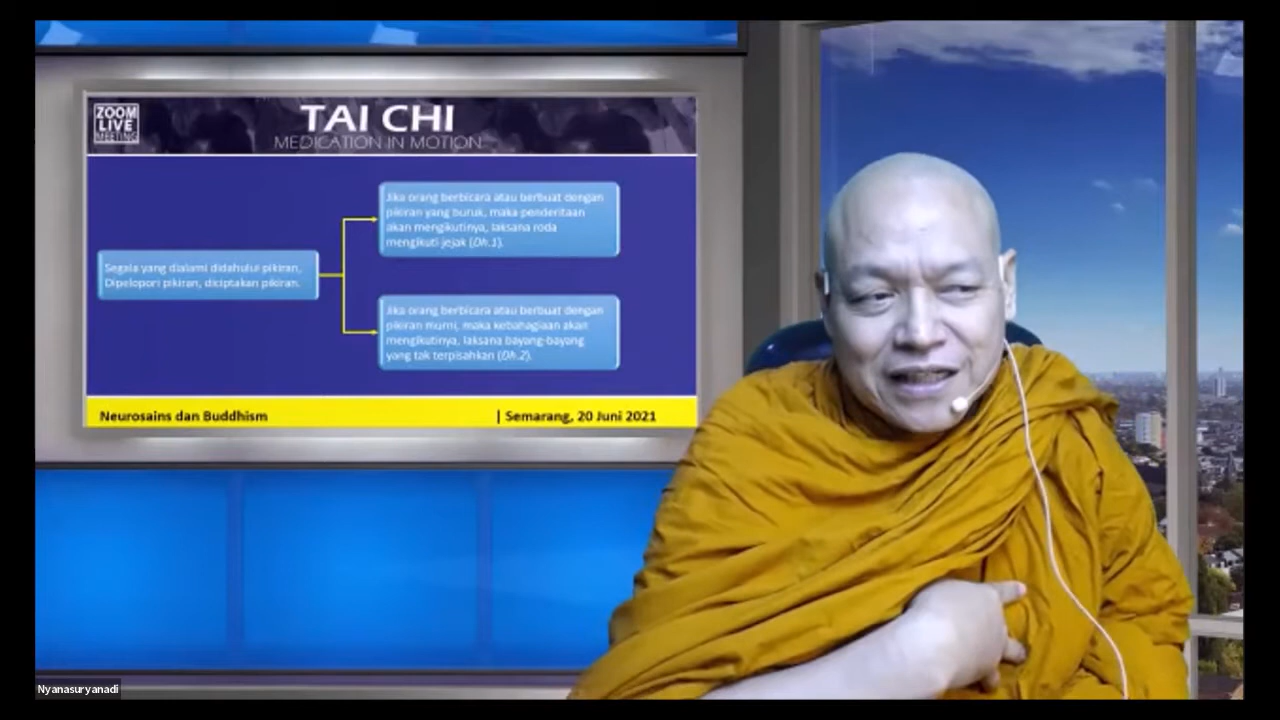 ZOOM
LIVE
MEETING
TAI CHI
MEDICATION IN MOTION
Jika orang berbicara atau berbuat dengan
pikiran yang buruk, maka penderitaan
akan mengikutinya, laksana roda
mengikuti jejak (Dh.1).
Segala yang dialami didahului pikiran,
Dipelopori pikiran, diciptakan pikiran.
Jika orang berbicara atau berbuat dengan
pikiran murni, maka kebahagiaan akan
mengikutinya, laksana bayang-bayang
yang tak terpisahkan (Dh.2).
Neurosains dan Buddhism
| Semarang, 20 Juni 2021
Nyanasuryanadi